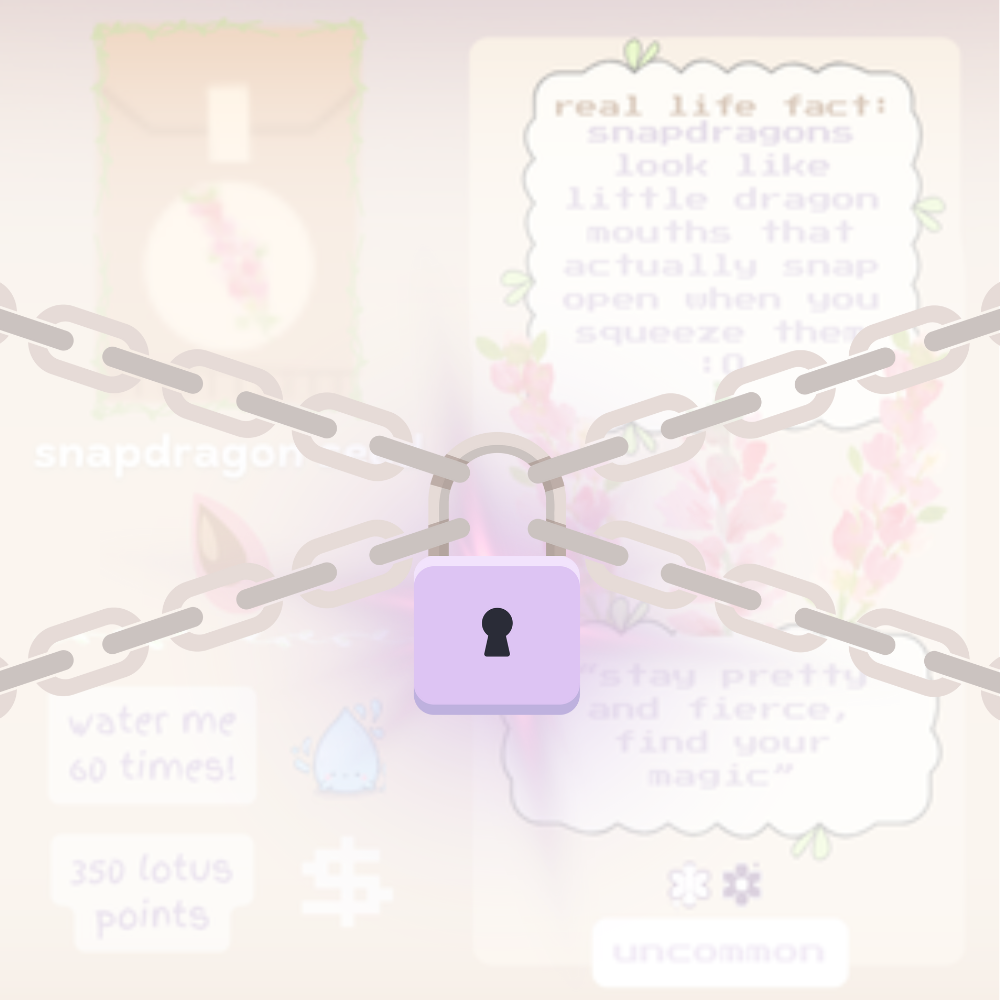 real life fact:
snapdragons
look like
little dragon
mouths that
actually snap
open when you
squeeze them
:0
snapdragon
water me
60 times!
350 lotus
points
"stay pretty
and fierce,
find your
magic"
uncommon